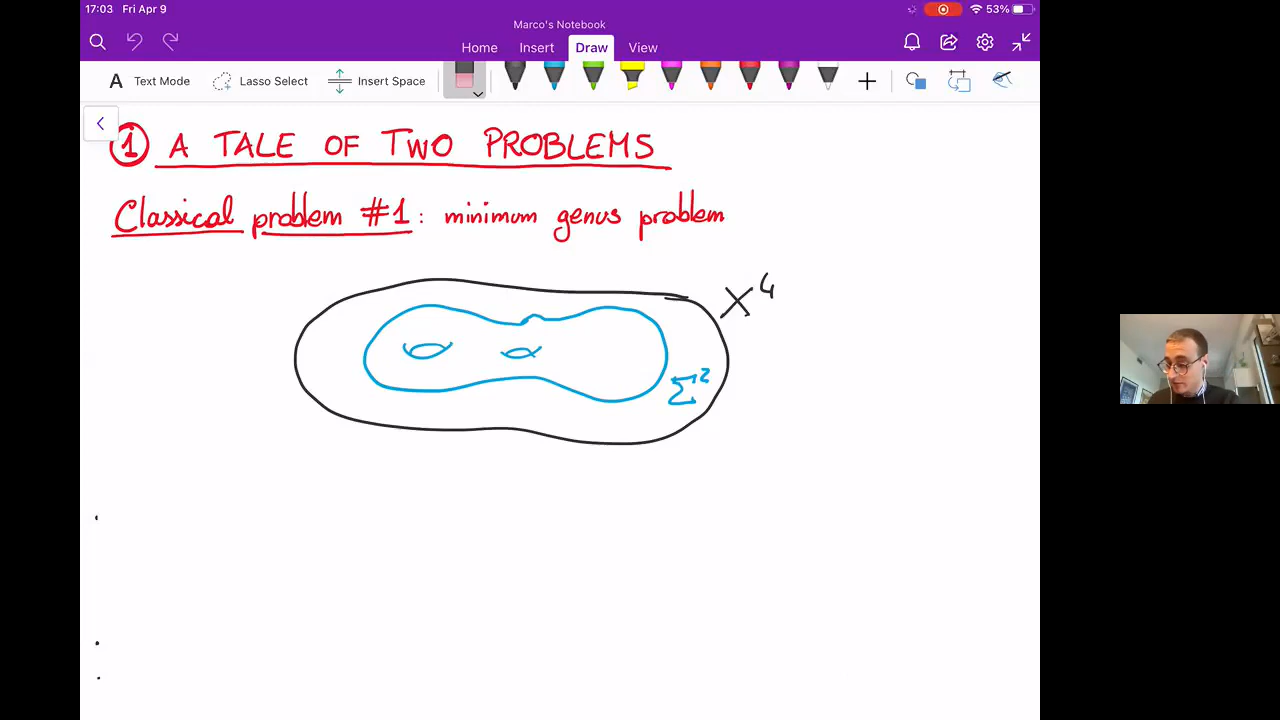 17:03 Fri Apr 9
53%
Marco's Notebook
Home Insert Draw View
A Text Mode Lasso Select Insert Space
① A TALE OF TWO PROBLEMS
Classical problem #1: minimum genus problem
X⁴
Σ²